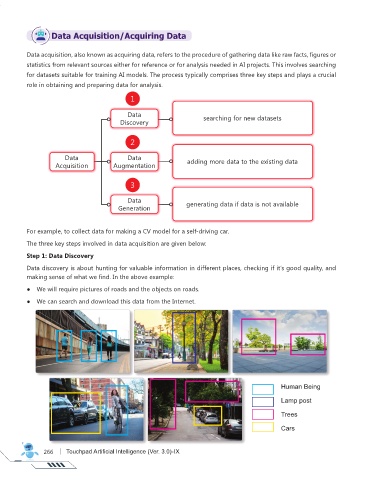 Data Acquisition/Acquiring Data
Data acquisition, also known as acquiring data, refers to the procedure of gathering data like raw facts, figures or
statistics from relevant sources either for reference or for analysis needed in AI projects. This involves searching
for datasets suitable for training AI models. The process typically comprises three key steps and plays a crucial
role in obtaining and preparing data for analysis.
1
Data
Discovery
searching for new datasets
2
Data
Acquisition
Data
Augmentation
adding more data to the existing data
3
Data
Generation
generating data if data is not available
For example, to collect data for making a CV model for a self-driving car.
The three key steps involved in data acquisition are given below:
Step 1: Data Discovery
Data discovery is about hunting for valuable information in different places, checking if it's good quality, and
making sense of what we find. In the above example:
● We will require pictures of roads and the objects on roads.
● We can search and download this data from the Internet.
Human Being
Lamp post
Trees
Cars
266 | Touchpad Artificial Intelligence (Ver. 3.0)-IX